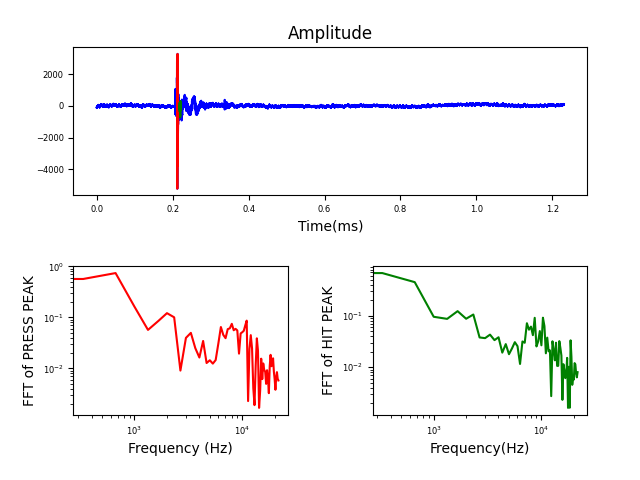 Amplitude
2000
0
−2000
−4000
0.0 0.2 0.4 0.6 0.8 1.0 1.2
Time(ms)
FFT of PRESS PEAK
10⁰
10⁻¹
10⁻²
10³ 10⁴
Frequency (Hz)
FFT of HIT PEAK
10⁻¹
10⁻²
10³ 10⁴
Frequency(Hz)